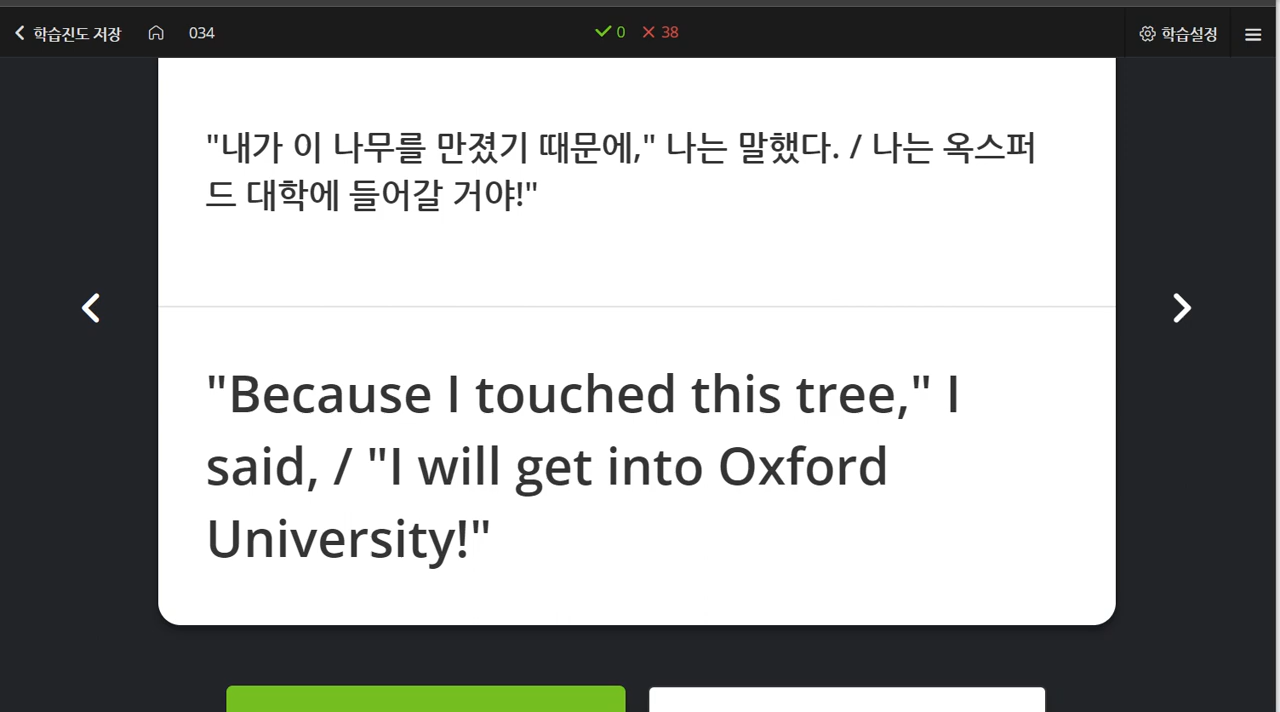 학습진도 저장 034 0 38 학습설정
"내가 이 나무를 만졌기 때문에," 나는 말했다. / 나는 옥스퍼
드 대학에 들어갈 거야!"
"Because I touched this tree," I
said, / "I will get into Oxford
University!"